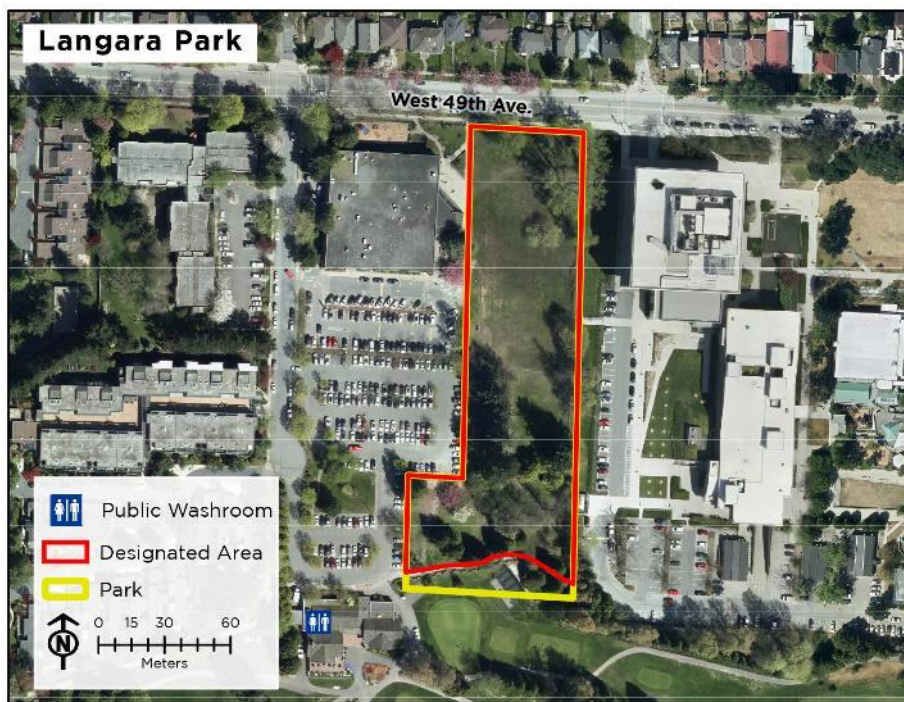 Langara Park
West 49th Ave.
Public Washroom
Designated Area
Park
N
0 15 30 60
Meters